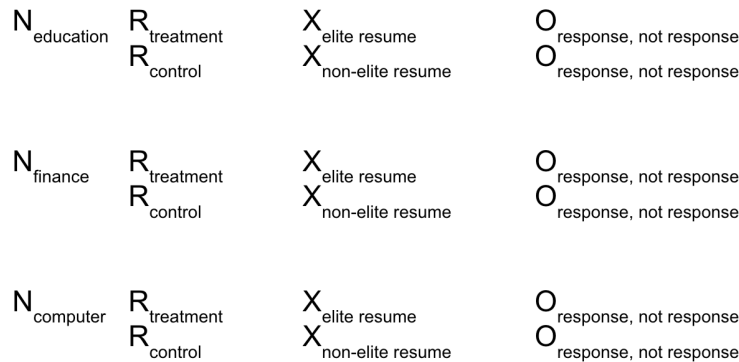 N education R treatment X elite resume O response, not response
R control X non-elite resume O response, not response
N finance R treatment X elite resume O response, not response
R control X non-elite resume O response, not response
N computer R treatment X elite resume O response, not response
R control X non-elite resume O response, not response